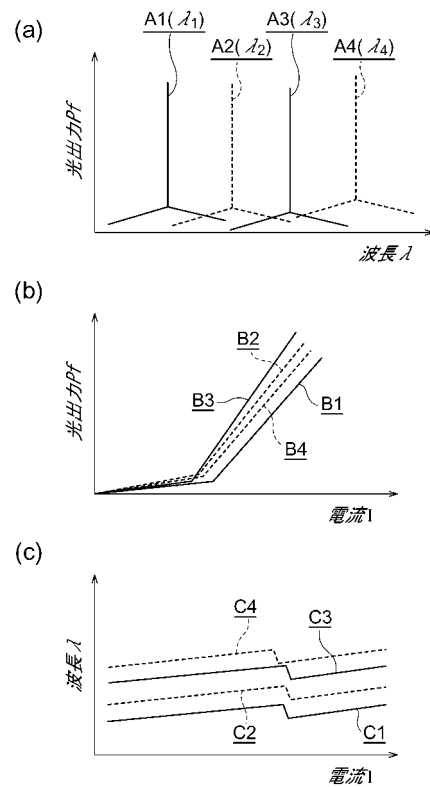 (a)
A1(λ₁)
A3(λ₃)
A2(λ₂)
A4(λ₄)
光出力Pf
波長λ
(b)
光出力Pf
B2
B3
B1
B4
電流I
(c)
波長λ
C4
C3
C2
C1
電流I